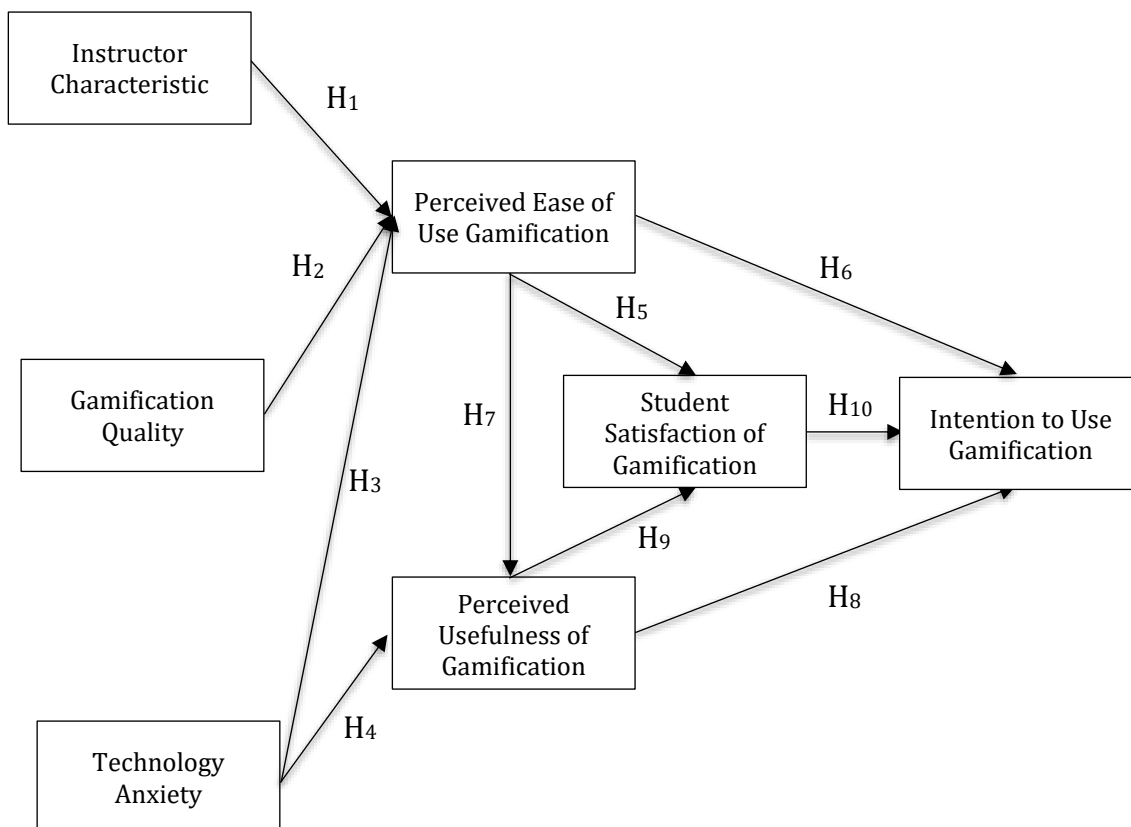 Instructor
Characteristic
H1
Perceived Ease of
Use Gamification
H2
H6
H5
Gamification
Quality
H7
Student
Satisfaction of
Gamification
H10
Intention to Use
Gamification
H3
H9
Perceived
Usefulness of
Gamification
H8
H4
Technology
Anxiety